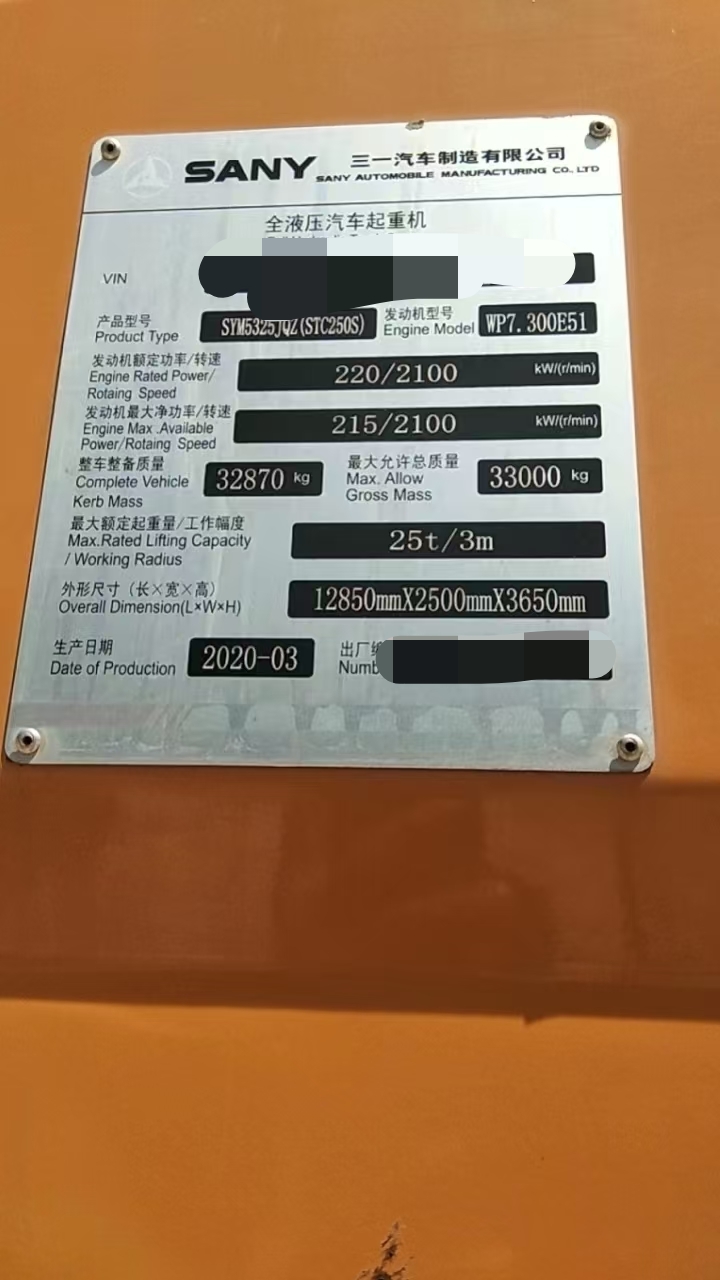 SANY 三一汽车制造有限公司
SANY AUTOMOBILE MANUFACTURING CO., LTD
全液压汽车起重机
VIN
产品型号 SYM5325JQZ(STC250S) 发动机型号 WP7.300E51
Product Type Engine Model
发动机额定功率/转速 220/2100 kW/(r/min)
Engine Rated Power/
Rotaing Speed
发动机最大净功率/转速 215/2100 kW/(r/min)
Engine Max .Available
Power/Rotaing Speed
整车整备质量 32870 kg 最大允许总质量 33000 kg
Complete Vehicle Max. Allow
Kerb Mass Gross Mass
最大额定起重量/工作幅度 25t/3m
Max.Rated Lifting Capacity
/ Working Radius
外形尺寸（长×宽×高） 12850mmX2500mmX3650mm
Overall Dimension(L×W×H)
生产日期 2020-03 出厂
Date of Production